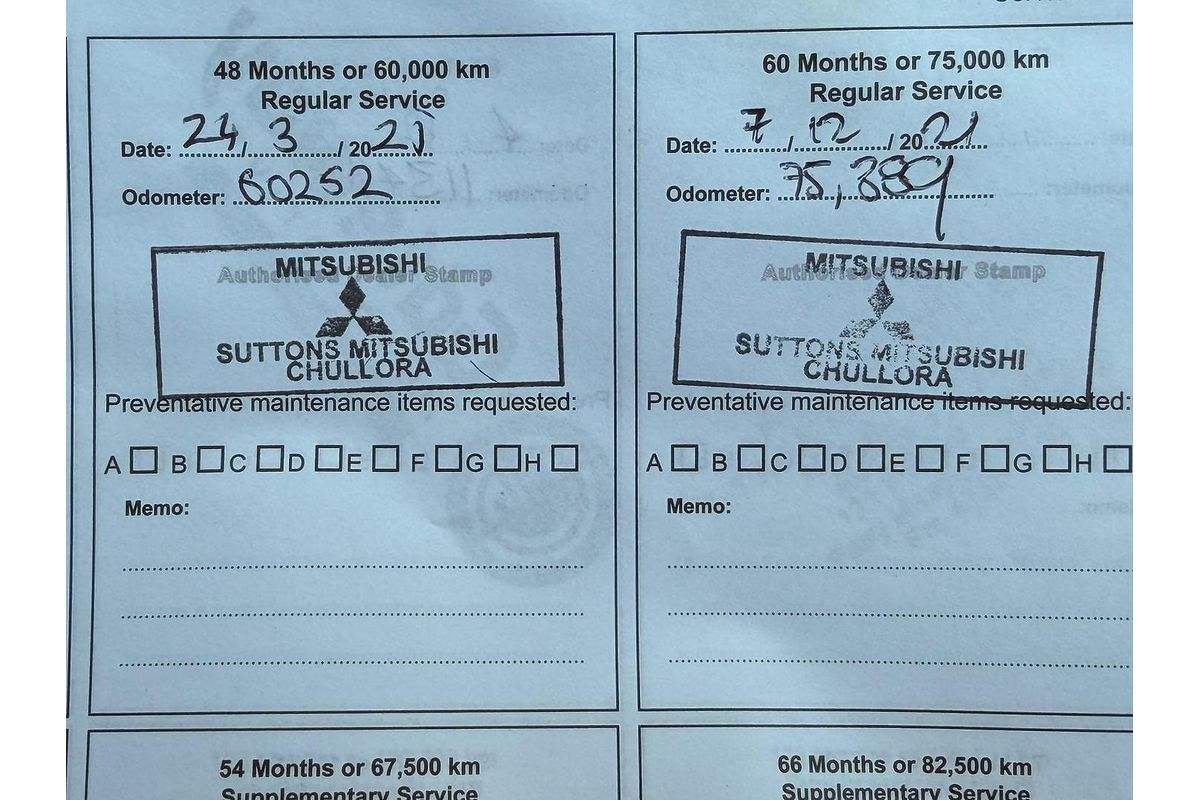 48 Months or 60,000 km
Regular Service
Date: 24/3/2021
Odometer: 60252
Authorised Dealer Stamp
MITSUBISHI
SUTTONS MITSUBISHI
CHULLORA
Preventative maintenance items requested:
A B C D E F G H
Memo:
60 Months or 75,000 km
Regular Service
Date: 7/12/2021
Odometer: 75,389
Authorised Dealer Stamp
MITSUBISHI
SUTTONS MITSUBISHI
CHULLORA
Preventative maintenance items requested:
A B C D E F G H
Memo:
54 Months or 67,500 km
Supplementary Service
66 Months or 82,500 km
Supplementary Service